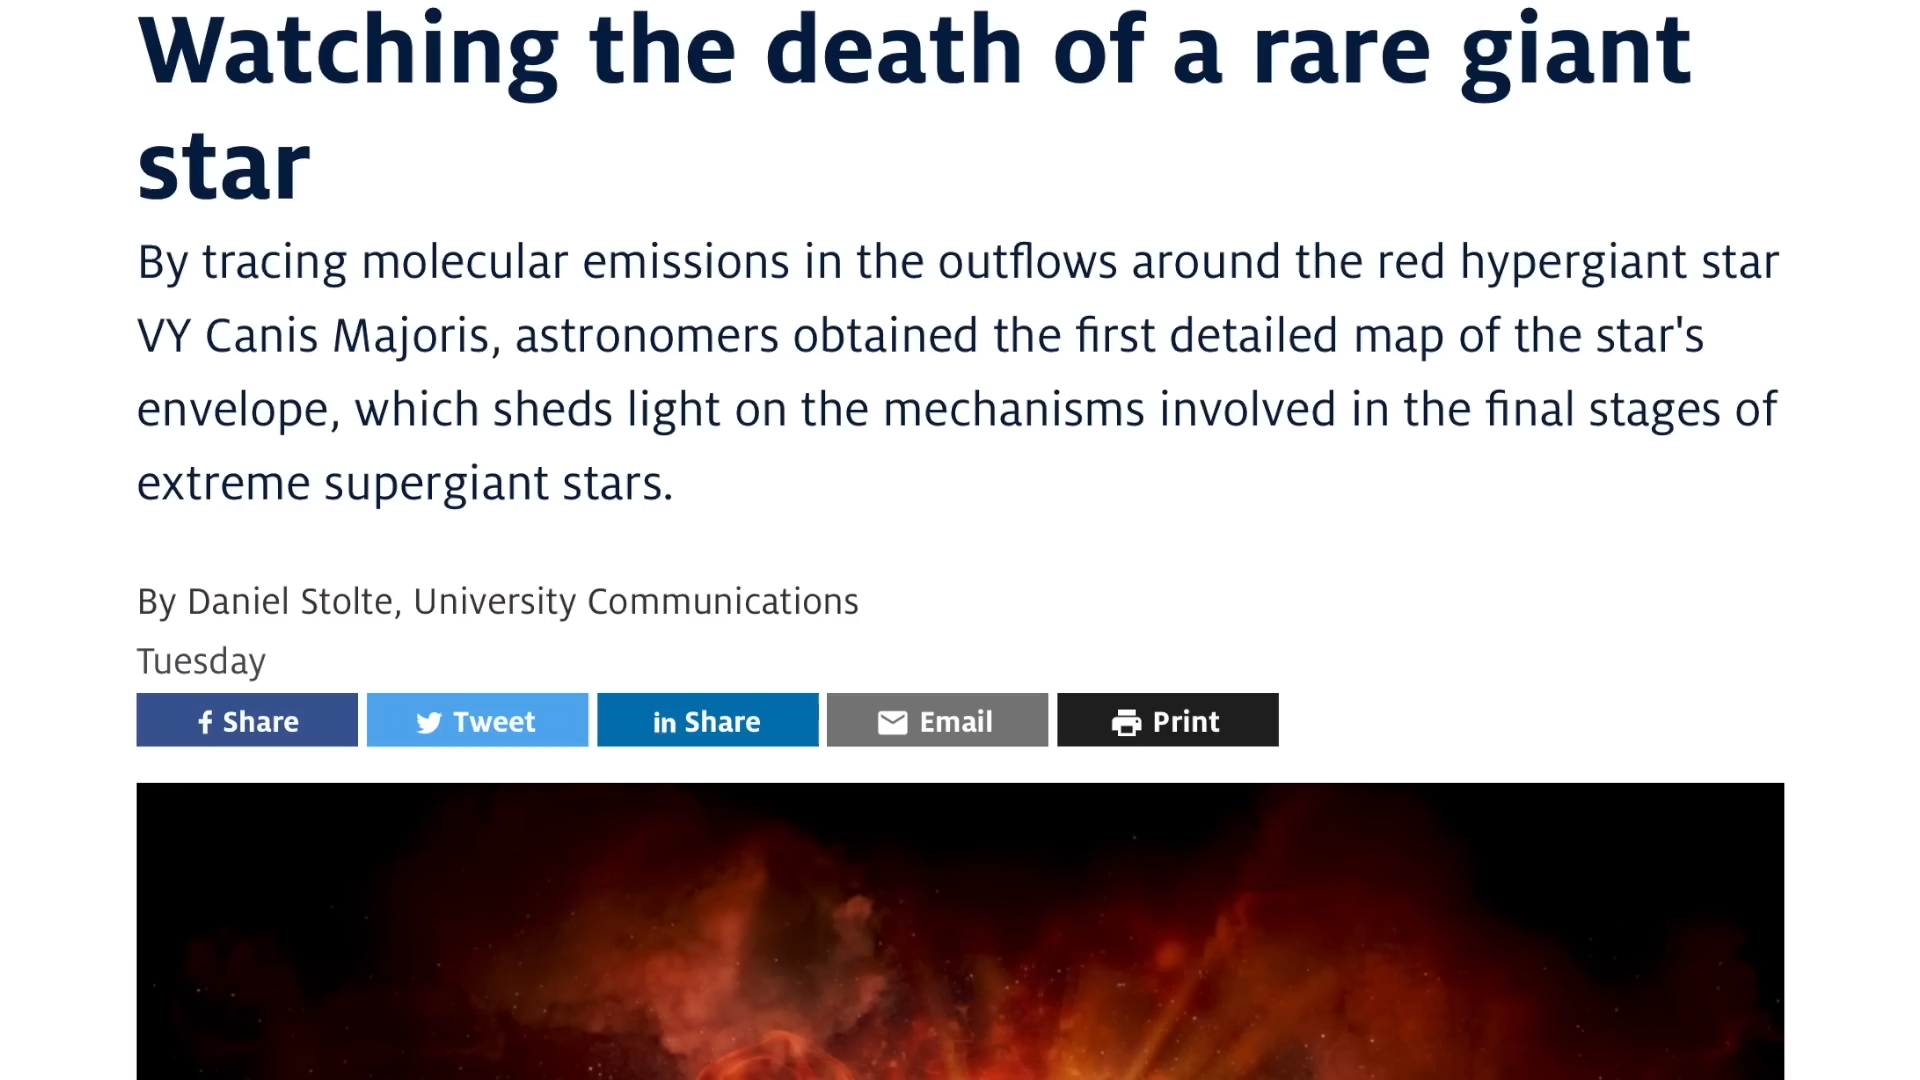 Watching the death of a rare giant
star
By tracing molecular emissions in the outflows around the red hypergiant star
VY Canis Majoris, astronomers obtained the first detailed map of the star's
envelope, which sheds light on the mechanisms involved in the final stages of
extreme supergiant stars.
By Daniel Stolte, University Communications
Tuesday
Share Tweet in Share Email Print